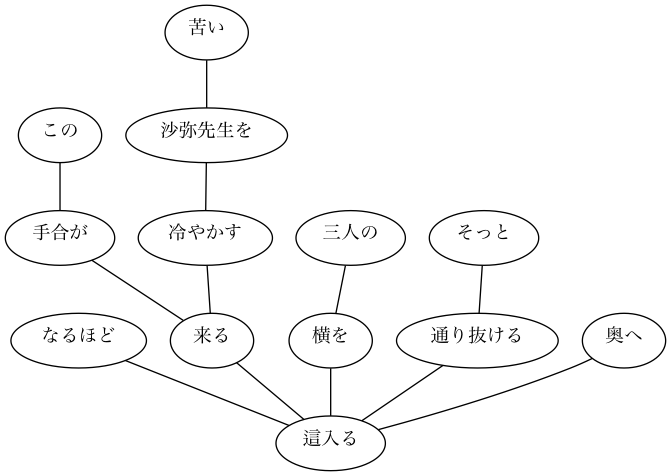 苦い
この
沙弥先生を
手合が
冷やかす
三人の
そっと
なるほど
来る
横を
通り抜ける
奥へ
這入る